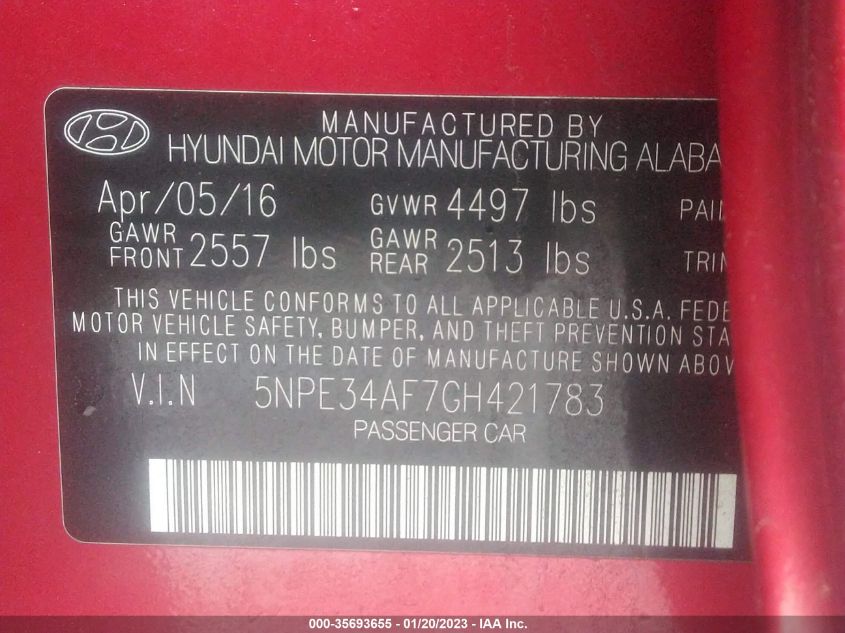 MANUFACTURED BY
HYUNDAI MOTOR MANUFACTURING ALABA
Apr/05/16 GVWR 4497 lbs PAI
GAWR FRONT 2557 lbs GAWR REAR 2513 lbs TRI
THIS VEHICLE CONFORMS TO ALL APPLICABLE U.S.A. FEDE
MOTOR VEHICLE SAFETY, BUMPER, AND THEFT PREVENTION STA
IN EFFECT ON THE DATE OF MANUFACTURE SHOWN ABOV
V.I.N 5NPE34AF7GH421783
PASSENGER CAR
000-35693655 - 01/20/2023 - IAA Inc.